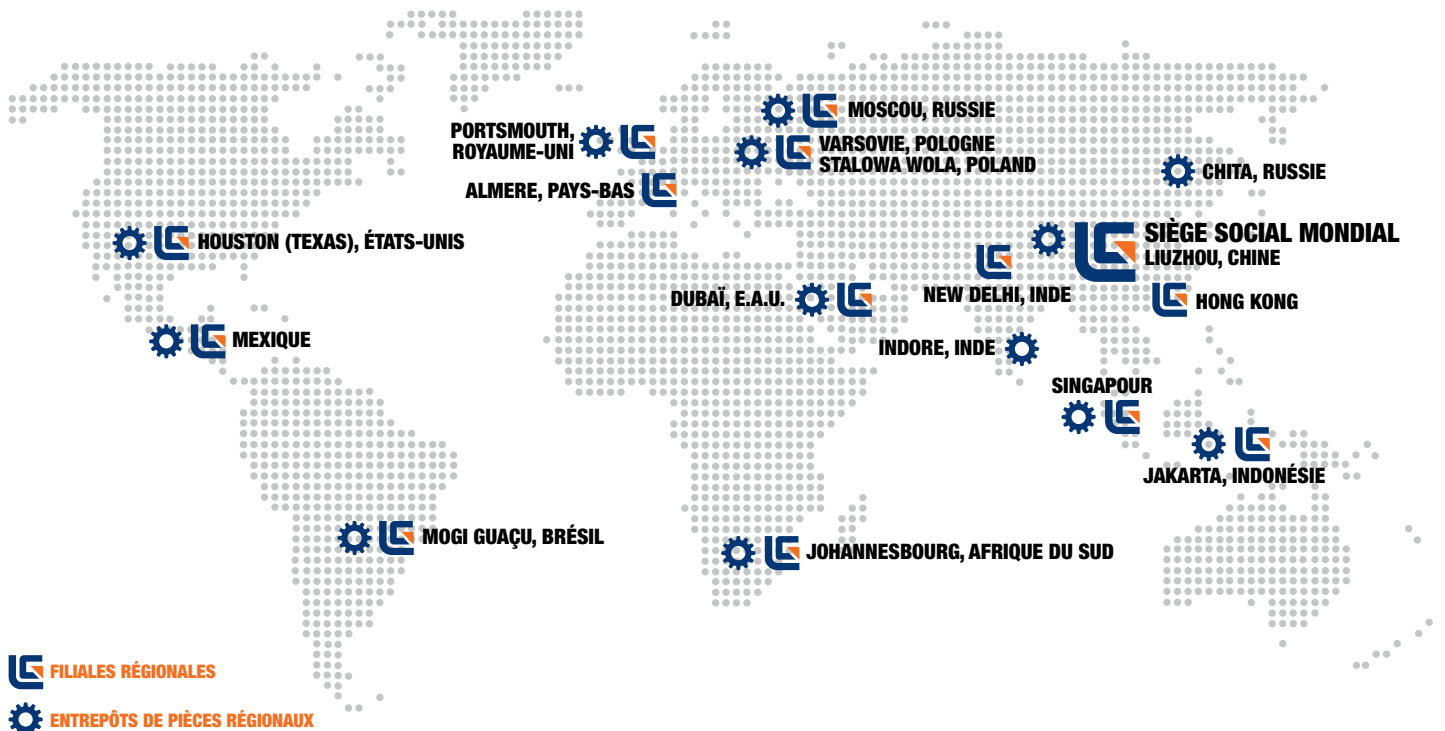 MOSCOU, RUSSIE
PORTSMOUTH,
ROYAUME-UNI
VARSOVIE, POLOGNE
STALOWA WOLA, POLAND
CHITA, RUSSIE
ALMERE, PAYS-BAS
HOUSTON (TEXAS), ÉTATS-UNIS
SIÈGE SOCIAL MONDIAL
LIUZHOU, CHINE
NEW DELHI, INDE
DUBAÏ, E.A.U.
HONG KONG
MEXIQUE
INDORE, INDE
SINGAPOUR
JAKARTA, INDONÉSIE
MOGI GUAÇU, BRÉSIL
JOHANNESBOURG, AFRIQUE DU SUD
FILIALES RÉGIONALES
ENTREPÔTS DE PIÈCES RÉGIONAUX